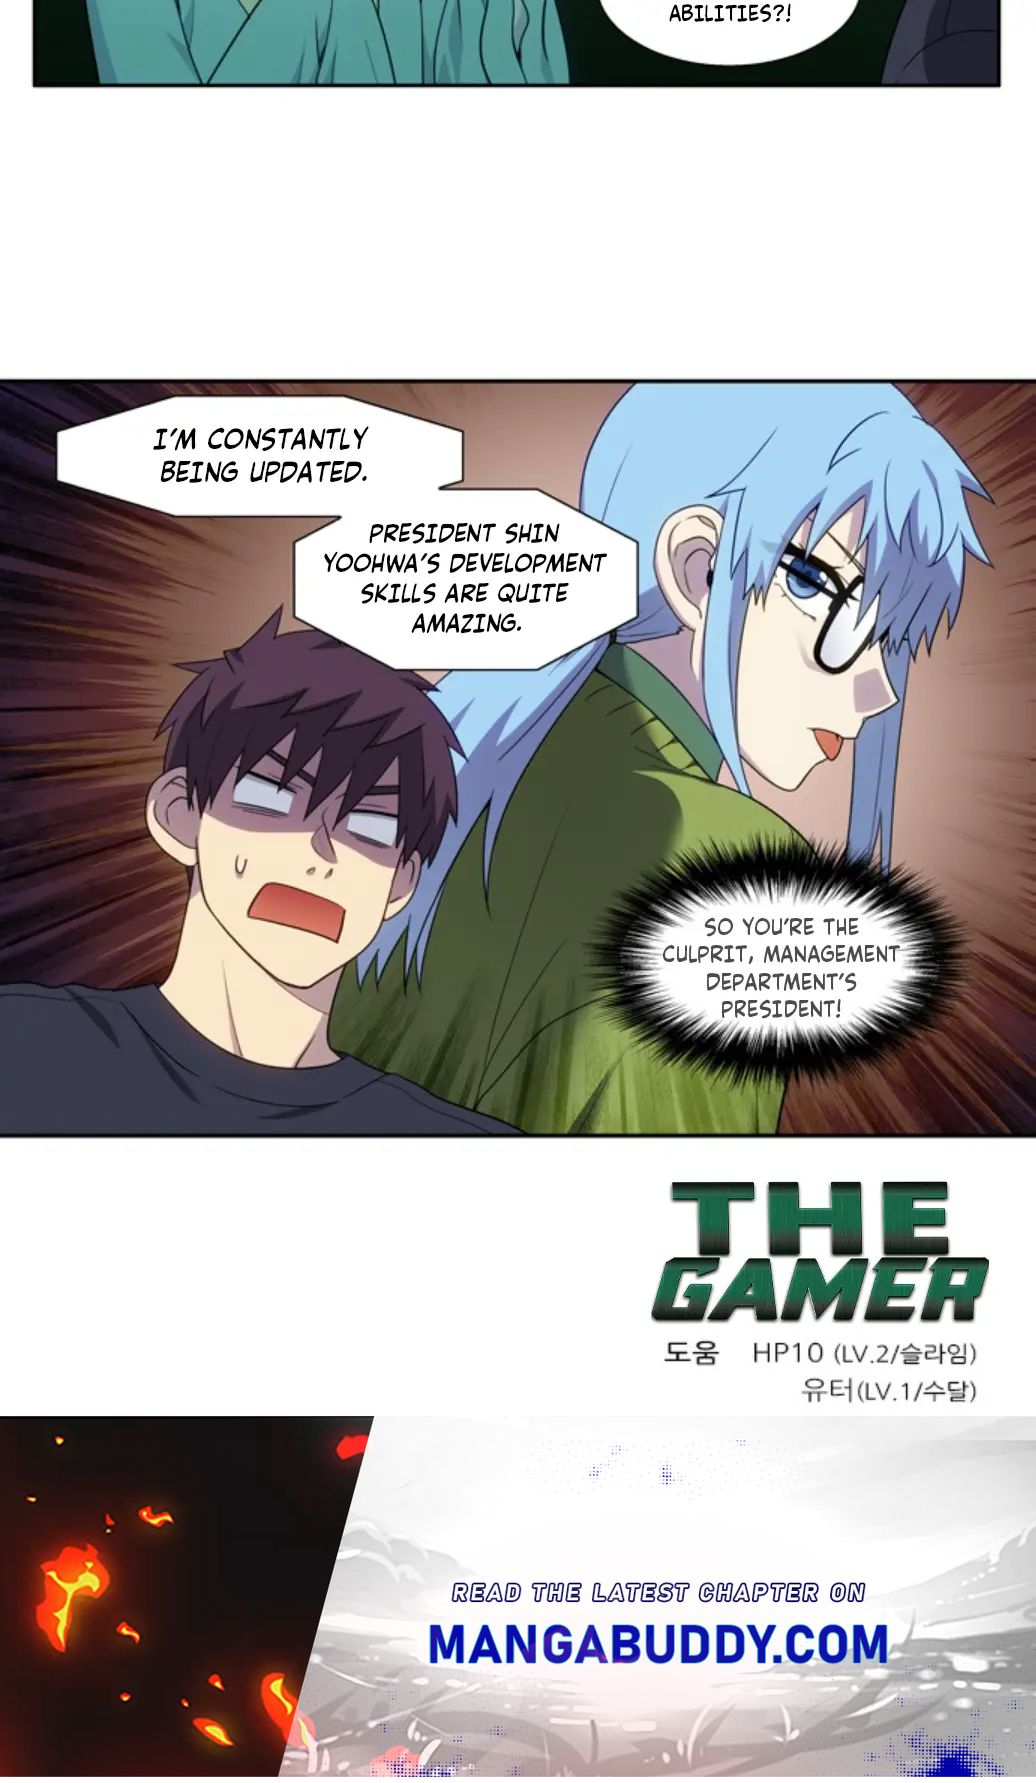 ABILITIES?!
I'M CONSTANTLY
BEING UPDATED.
PRESIDENT SHIN
YOOHWA'S DEVELOPMENT
SKILLS ARE QUITE
AMAZING.
SO YOU'RE THE
CULPRIT, MANAGEMENT
DEPARTMENT'S
PRESIDENT!
THE
GAMER
도움 HP10 (LV.2/슬라임)
유터(LV.1/수달)
READ THE LATEST CHAPTER ON
MANGABUDDY.COM